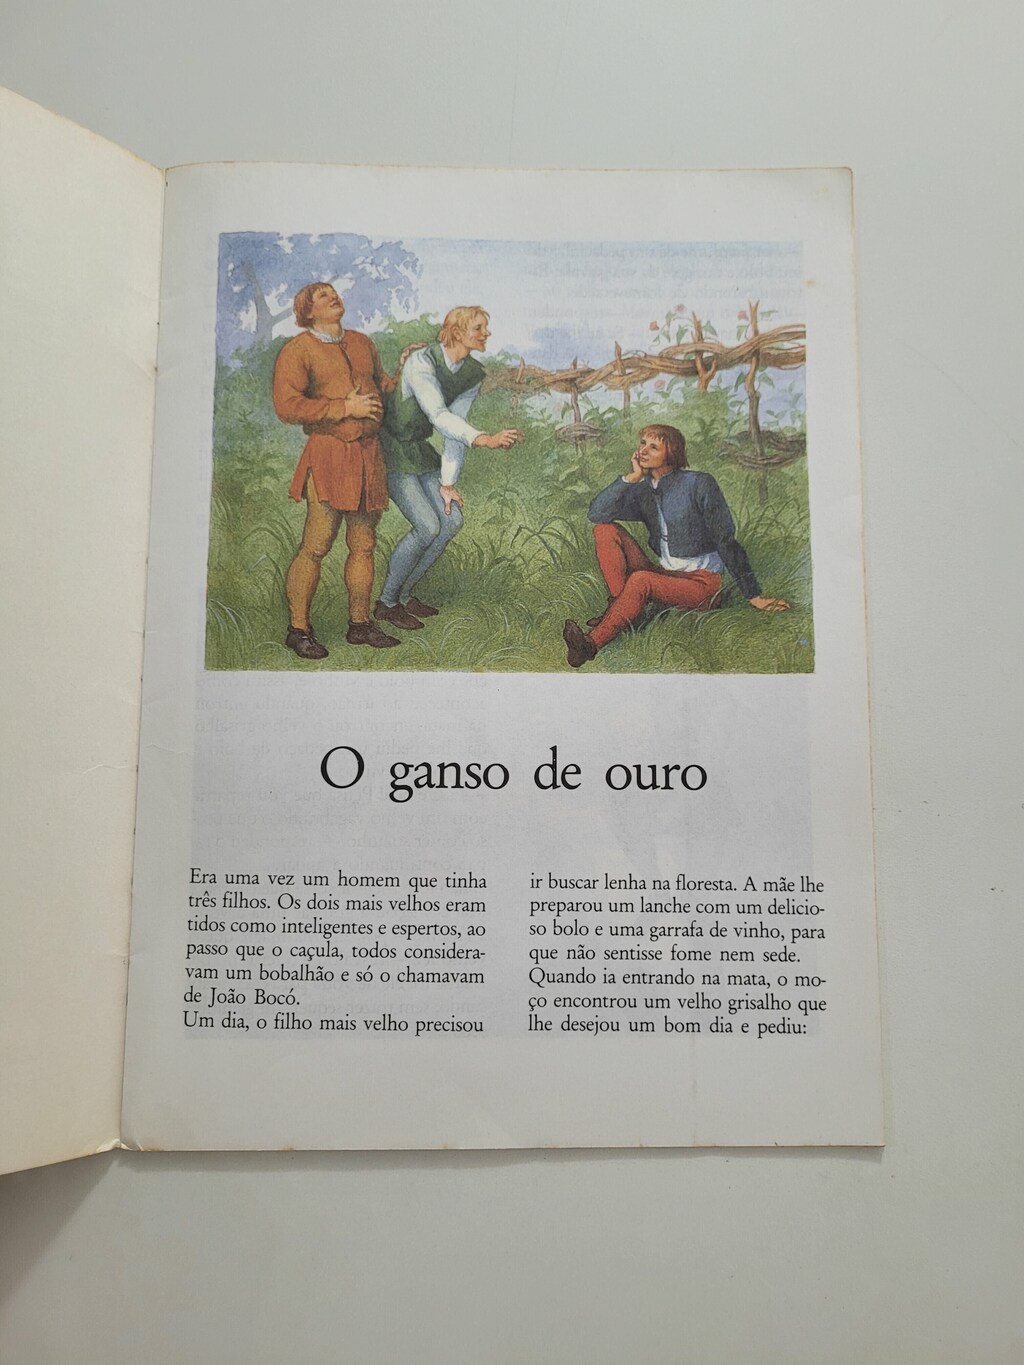 O ganso de ouro
Era uma vez um homem que tinha
três filhos. Os dois mais velhos eram
tidos como inteligentes e espertos, ao
passo que o caçula, todos considera-
vam um bobalhão e só o chamavam
de João Bocó.
Um dia, o filho mais velho precisou
ir buscar lenha na floresta. A mãe lhe
preparou um lanche com um delicio-
so bolo e uma garrafa de vinho, para
que não sentisse fome nem sede.
Quando ia entrando na mata, o mo-
ço encontrou um velho grisalho que
lhe desejou um bom dia e pediu: